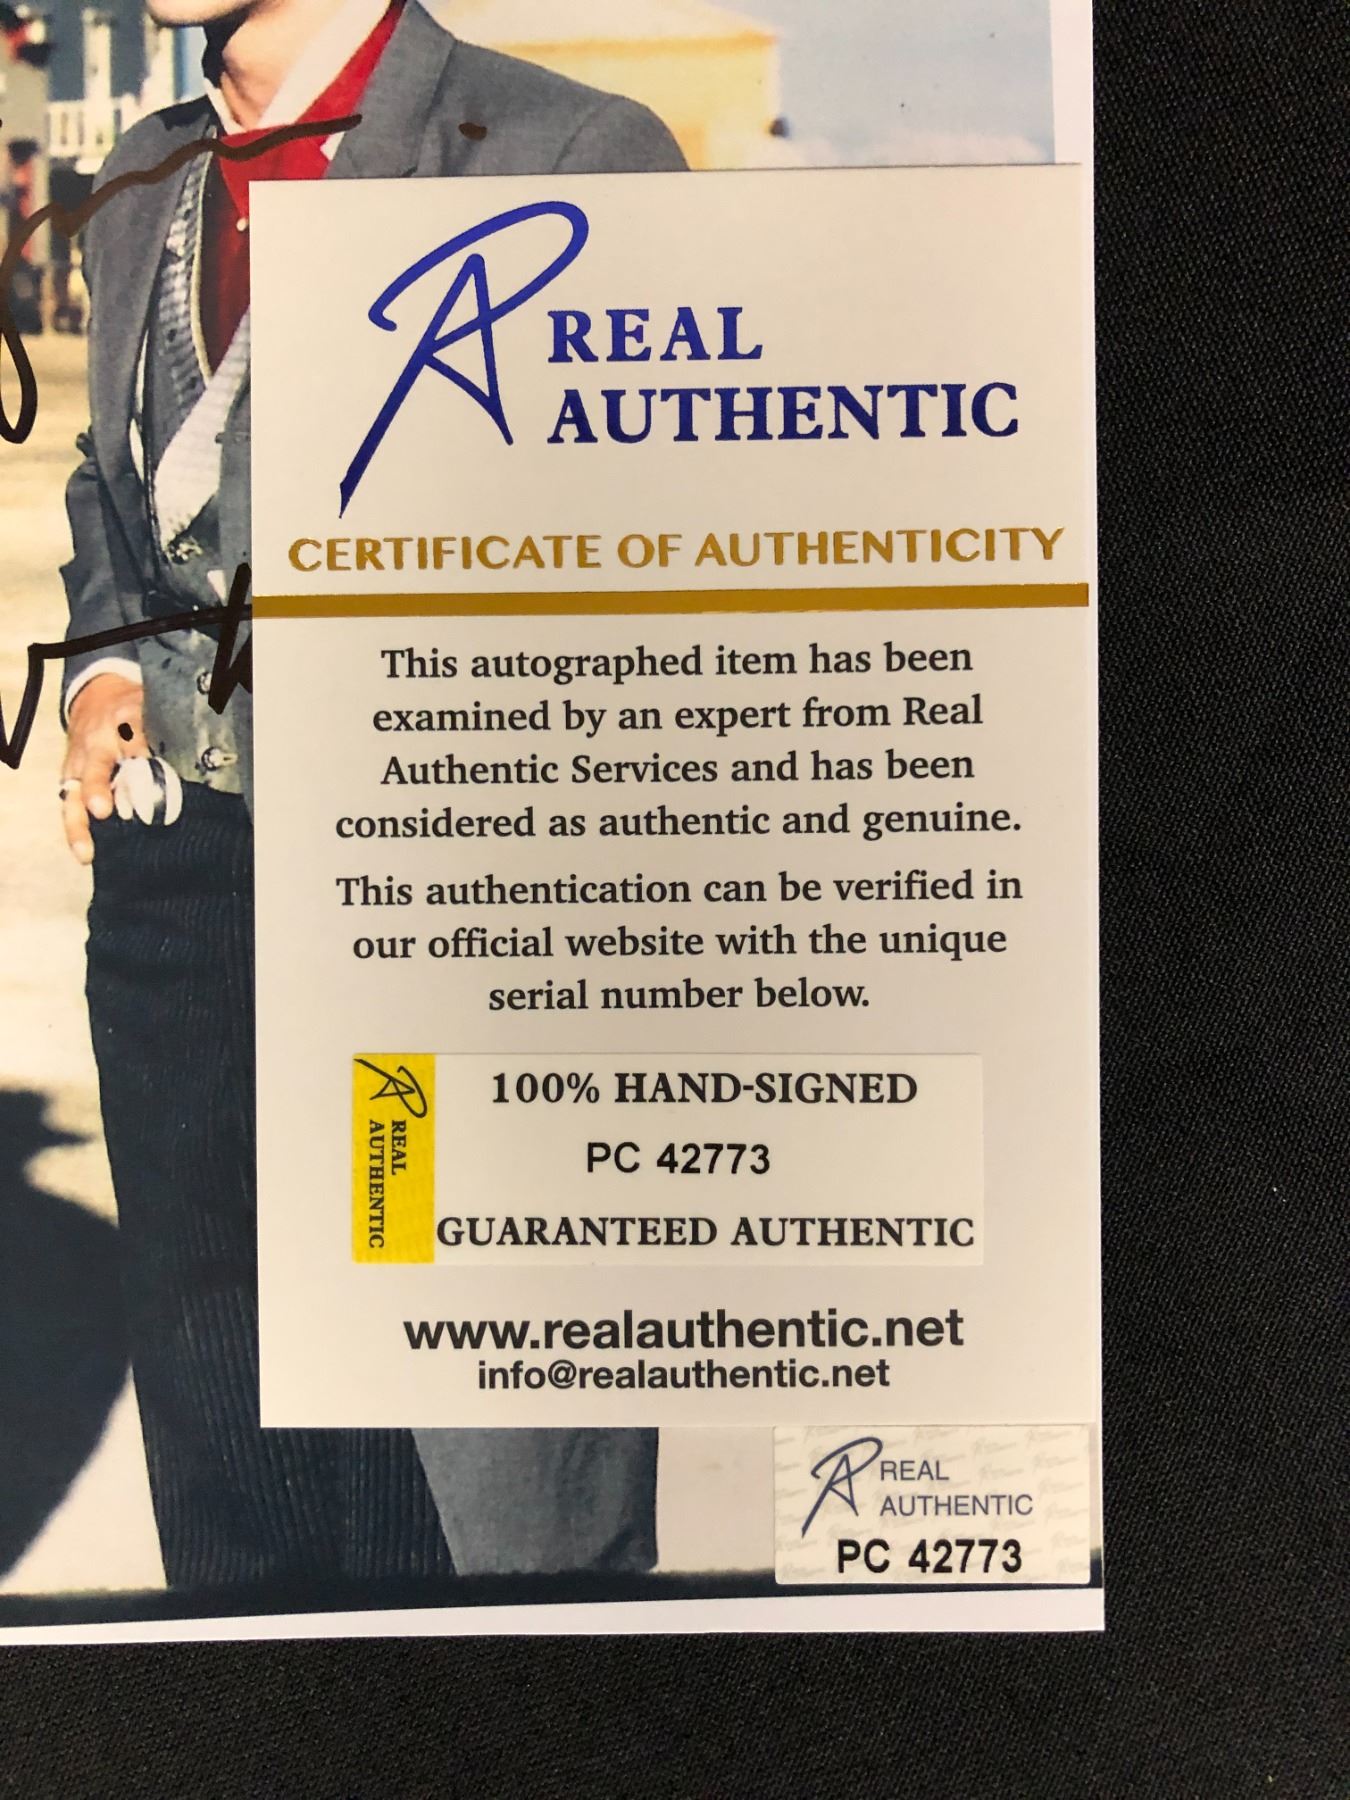 REAL
AUTHENTIC
CERTIFICATE OF AUTHENTICITY
This autographed item has been
examined by an expert from Real
Authentic Services and has been
considered as authentic and genuine.
This authentication can be verified in
our official website with the unique
serial number below.
REAL
AUTHENTIC
100% HAND-SIGNED
PC 42773
GUARANTEED AUTHENTIC
www.realauthentic.net
info@realauthentic.net
REAL
AUTHENTIC
PC 42773